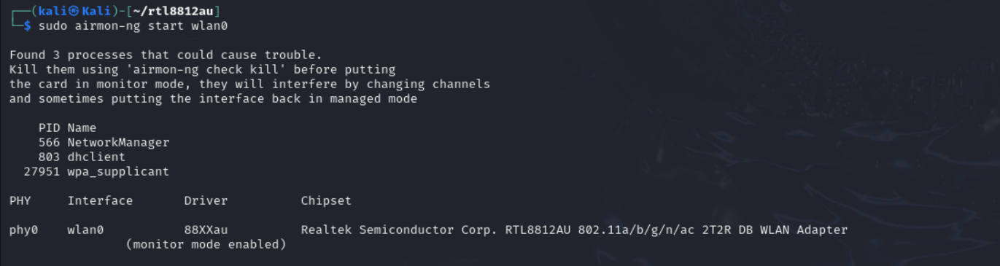 ┌──(kali㉿Kali)-[~/rtl8812au]
└─$ sudo airmon-ng start wlan0
Found 3 processes that could cause trouble.
Kill them using 'airmon-ng check kill' before putting
the card in monitor mode, they will interfere by changing channels
and sometimes putting the interface back in managed mode
    PID Name
    566 NetworkManager
    803 dhclient
  27951 wpa_supplicant
PHY     Interface       Driver          Chipset
phy0    wlan0           88XXau          Realtek Semiconductor Corp. RTL8812AU 802.11a/b/g/n/ac 2T2R DB WLAN Adapter
                (monitor mode enabled)